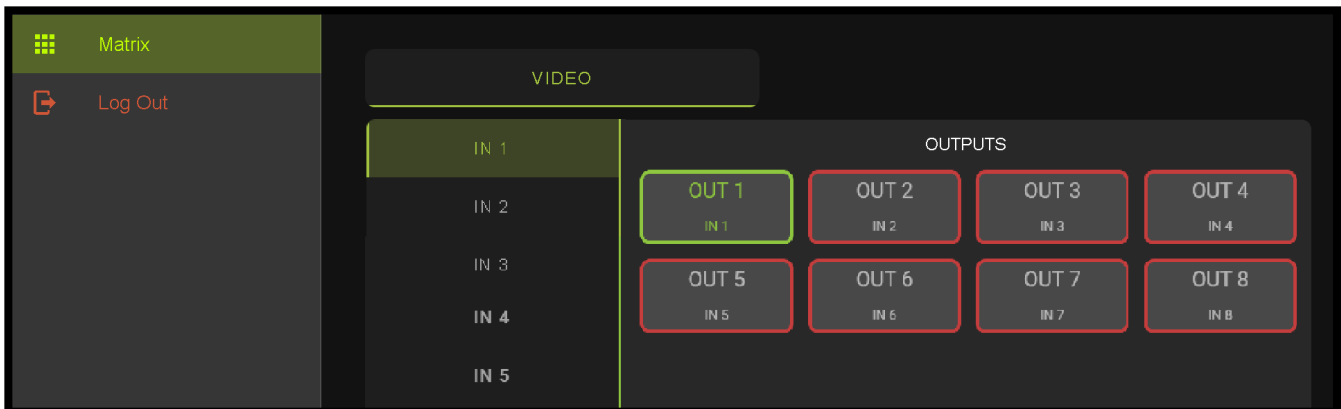 Matrix
Log Out
VIDEO
IN 1
IN 2
IN 3
IN 4
IN 5
OUTPUTS
OUT 1
IN 1
OUT 2
IN 2
OUT 3
IN 3
OUT 4
IN 4
OUT 5
IN 5
OUT 6
IN 6
OUT 7
IN 7
OUT 8
IN 8